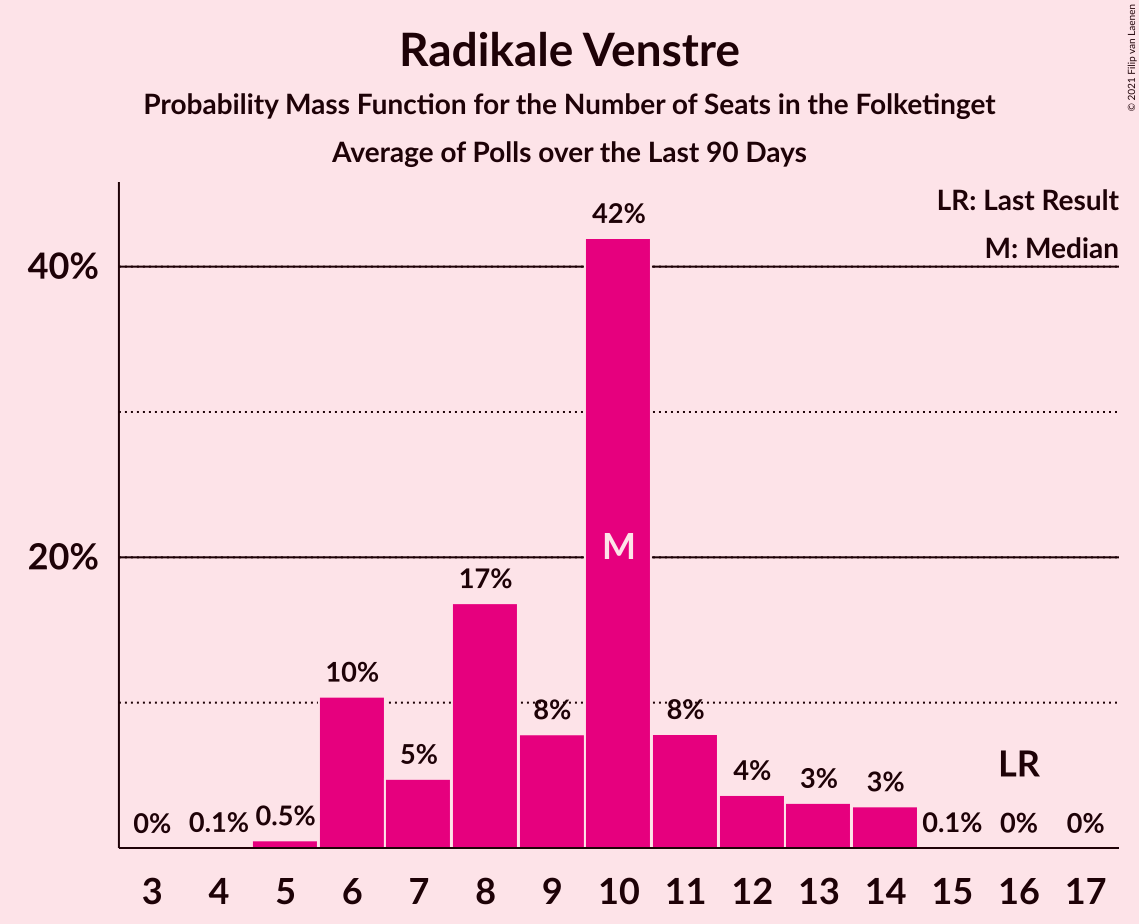 Radikale Venstre
Probability Mass Function for the Number of Seats in the Folketinget
Average of Polls over the Last 90 Days
© 2021 Filip van Laenen
LR: Last Result
M: Median
40%
20%
0%
0.1%
0.5%
10%
5%
17%
8%
42%
M
8%
4%
3%
3%
0.1%
LR
0%
0%
3 4 5 6 7 8 9 10 11 12 13 14 15 16 17